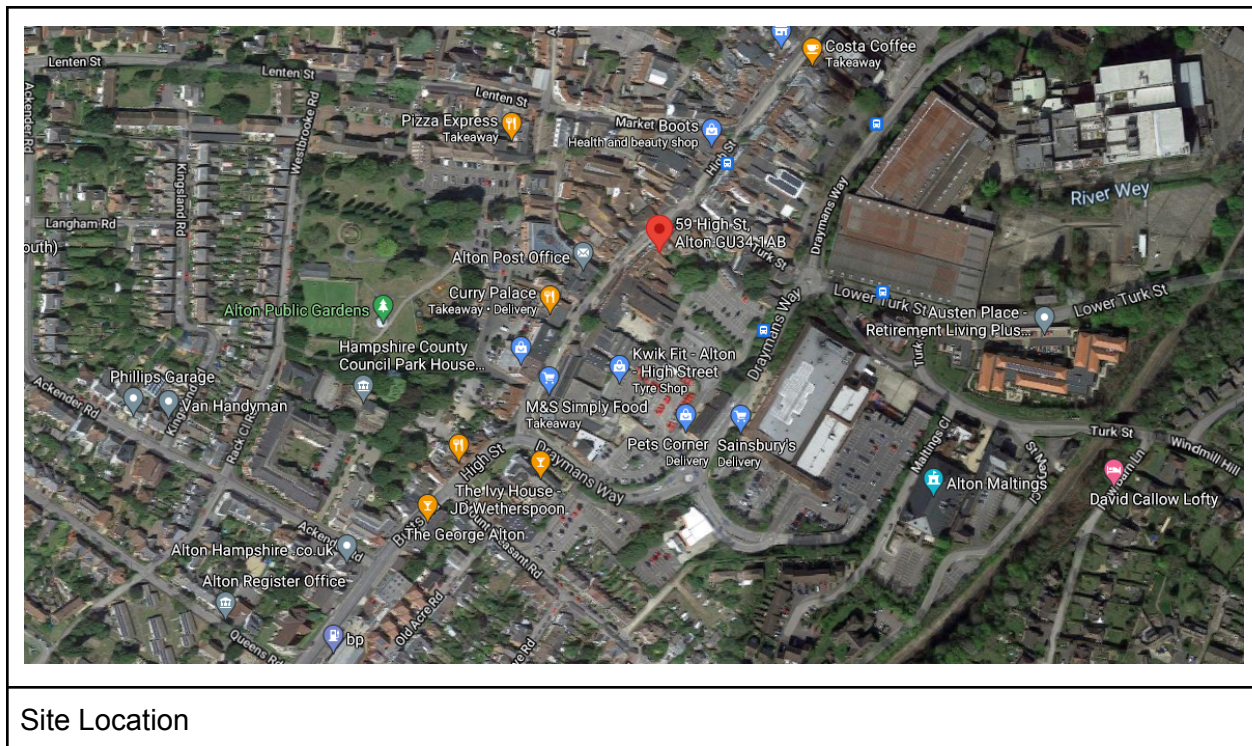 Costa Coffee
Takeaway
Lenten St
Lenten St
Ackender Rd
Westbrooke Rd
Lenten St
Pizza Express
Takeaway
Market
Boots
Health and beauty shop
High St
Kingsland Rd
River Wey
Langham Rd
outh)
59 High St,
Alton GU34 1AB
Draymans Way
Turk St
Alton Post Office
Curry Palace
Takeaway • Delivery
Alton Public Gardens
Lower Turk St
Lower Turk St
Austen Place -
Retirement Living Plus...
Draymans Way
Hampshire County
Council Park House...
Kwik Fit - Alton
- High Street
Tyre Shop
Phillips Garage
Van Handyman
Ackender Rd
M&S Simply Food
Takeaway
Pets Corner
Delivery
Sainsbury's
Delivery
Maltings Cl
Turk St
Windmill Hill
High St
Draymans Way
The Ivy House -
JD Wetherspoon
The George Alton
Alton Maltings
David Callow Lofty
Alton Hampshire .co.uk
Alton Register Office
Queens Rd
bp
Old Acre Rd
Site Location